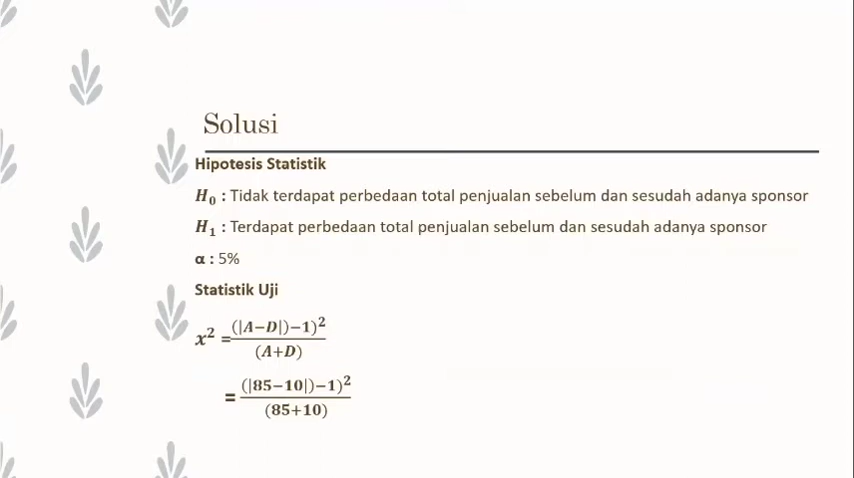 Solusi
Hipotesis Statistik
H₀ : Tidak terdapat perbedaan total penjualan sebelum dan sesudah adanya sponsor
H₁ : Terdapat perbedaan total penjualan sebelum dan sesudah adanya sponsor
α : 5%
Statistik Uji
x² = (|A−D|)−1)² / (A+D)
= (|85−10|)−1)² / (85+10)